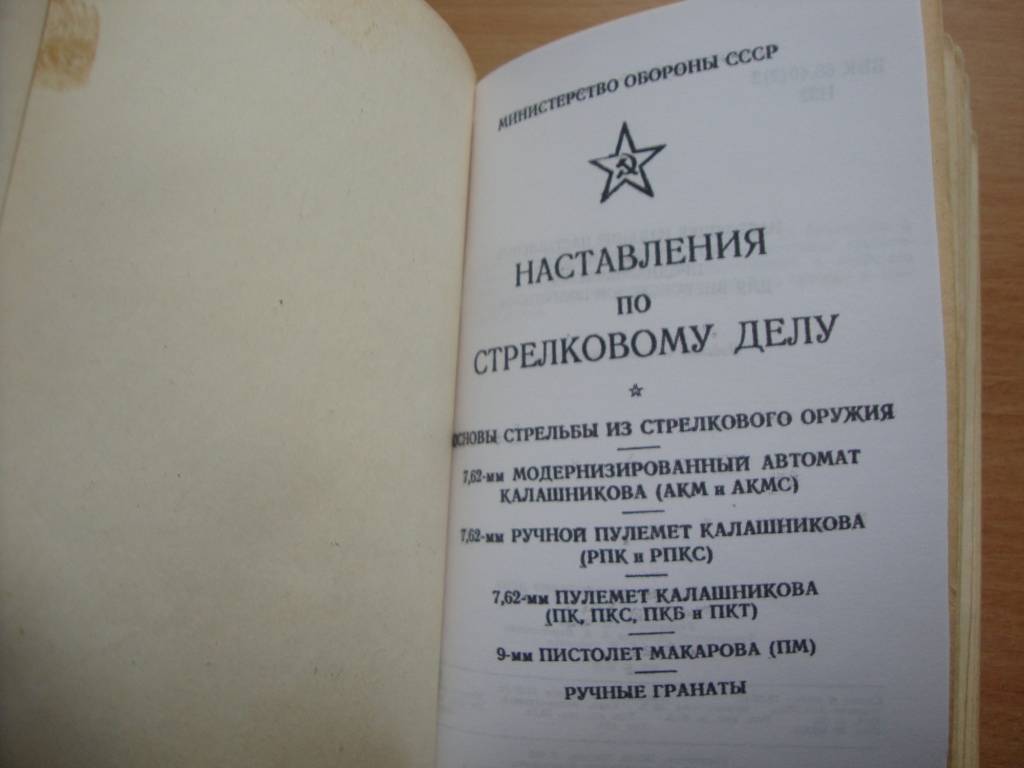 МИНИСТЕРСТВО ОБОРОНЫ СССР
НАСТАВЛЕНИЯ
ПО
СТРЕЛКОВОМУ ДЕЛУ
ОСНОВЫ СТРЕЛЬБЫ ИЗ СТРЕЛКОВОГО ОРУЖИЯ
7,62-мм МОДЕРНИЗИРОВАННЫЙ АВТОМАТ
КАЛАШНИКОВА (АКМ и АКМС)
7,62-мм РУЧНОЙ ПУЛЕМЕТ КАЛАШНИКОВА
(РПК и РПКС)
7,62-мм ПУЛЕМЕТ КАЛАШНИКОВА
(ПК, ПКС, ПКБ и ПКТ)
9-мм ПИСТОЛЕТ МАКАРОВА (ПМ)
РУЧНЫЕ ГРАНАТЫ